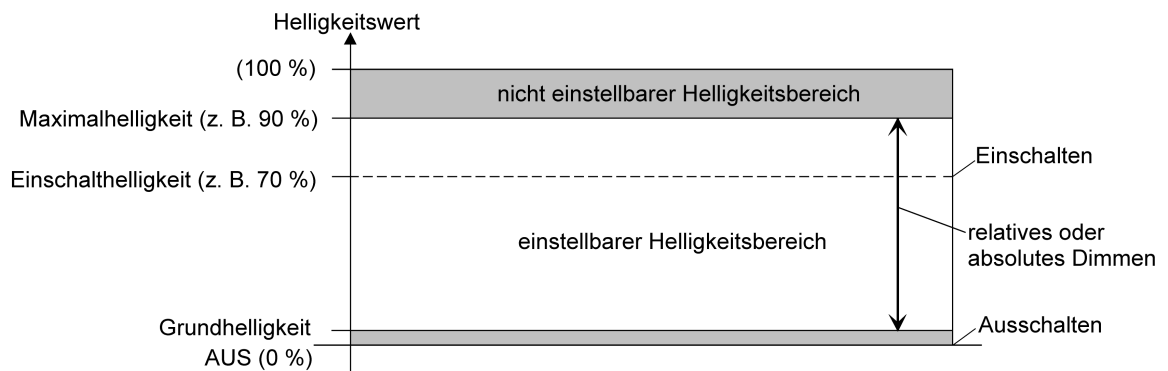 Helligkeitswert
(100 %)
nicht einstellbarer Helligkeitsbereich
Maximalhelligkeit (z. B. 90 %)
Einschalten
Einschalthelligkeit (z. B. 70 %)
relatives oder
absolutes Dimmen
einstellbarer Helligkeitsbereich
Grundhelligkeit
Ausschalten
AUS (0 %)